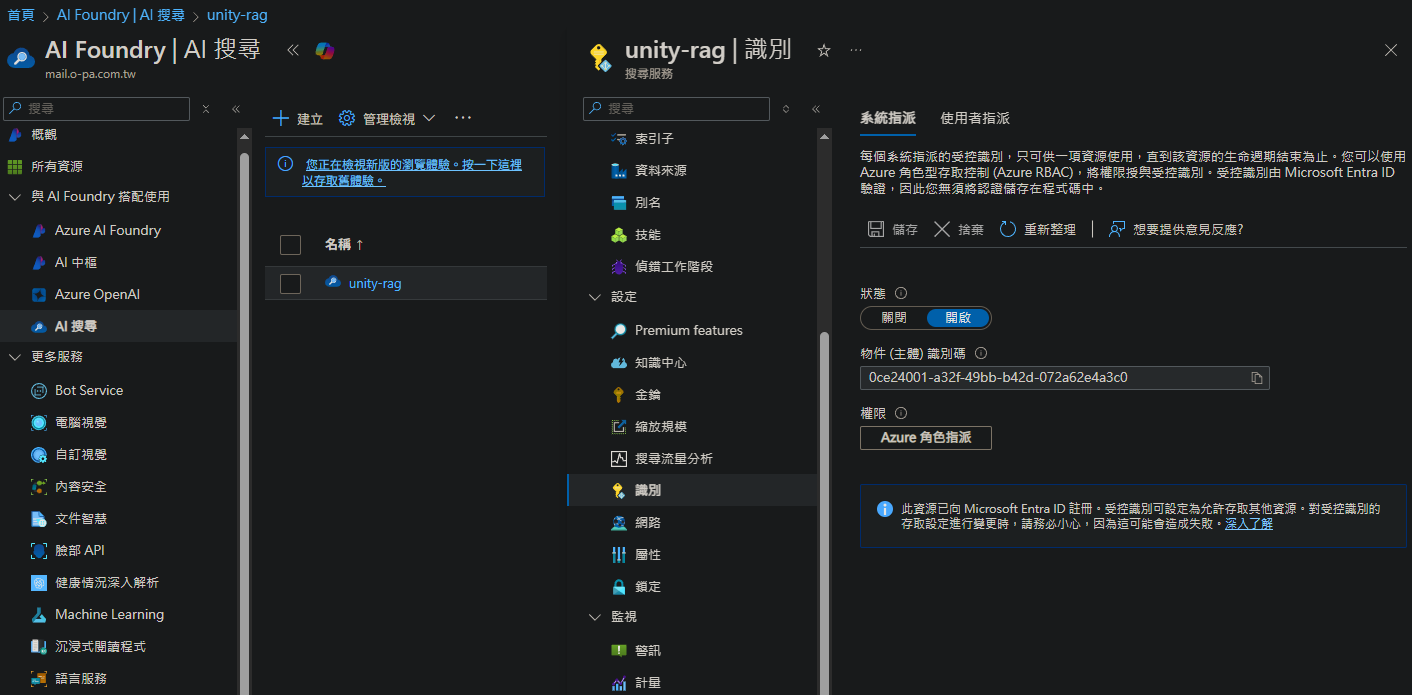 首頁 > AI Foundry | AI 搜尋 > unity-rag
AI Foundry | AI 搜尋
mail.o-pa.com.tw
搜尋
概觀
所有資源
與 AI Foundry 搭配使用
Azure AI Foundry
AI 中樞
Azure OpenAI
AI 搜尋
更多服務
Bot Service
電腦視覺
自訂視覺
內容安全
文件智慧
臉部 API
健康情況深入解析
Machine Learning
沉浸式閱讀程式
語言服務
建立
管理檢視
您正在檢視新版的瀏覽體驗。按一下這裡
以存取舊體驗。
名稱 ↑
unity-rag
unity-rag | 識別
搜尋服務
搜尋
索引子
資料來源
別名
技能
偵錯工作階段
設定
Premium features
知識中心
金鑰
縮放規模
搜尋流量分析
識別
網路
屬性
鎖定
監視
警訊
計量
系統指派
使用者指派
每個系統指派的受控識別，只可供一項資源使用，直到該資源的生命週期結束為止。您可以使用
Azure 角色型存取控制 (Azure RBAC)，將權限授與受控識別。受控識別由 Microsoft Entra ID
驗證，因此您無須將認證儲存在程式碼中。
儲存
捨棄
重新整理
想要提供意見反應?
狀態
關閉
開啟
物件 (主體) 識別碼
0ce24001-a32f-49bb-b42d-072a62e4a3c0
權限
Azure 角色指派
此資源已向 Microsoft Entra ID 註冊。受控識別可設定為允許存取其他資源。對受控識別的
存取設定進行變更時，請務必小心，因為這可能會造成失敗。深入了解